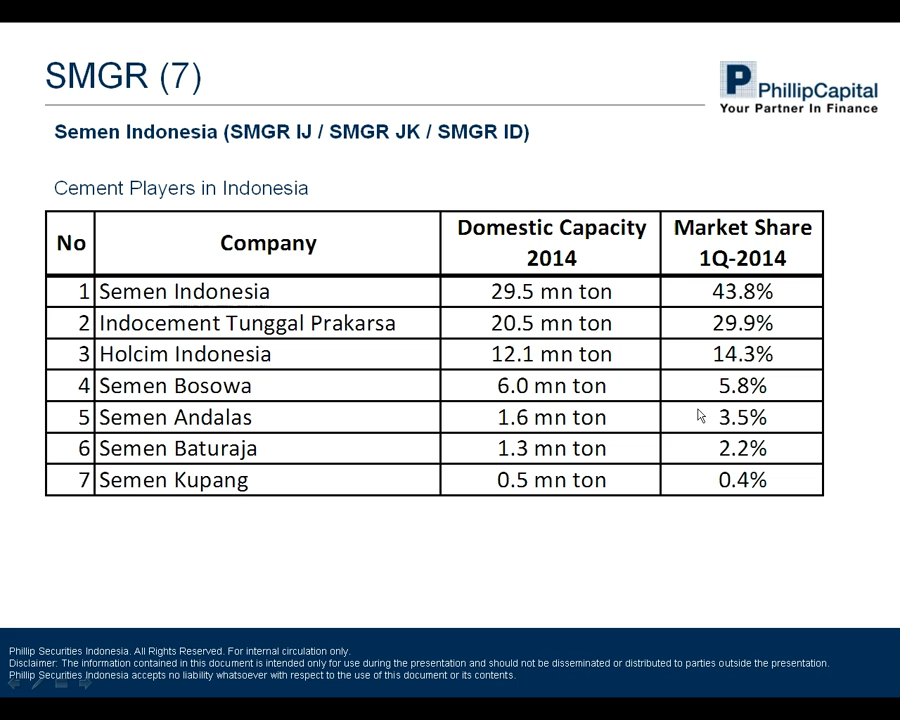 SMGR (7)
P PhillipCapital
Your Partner In Finance
Semen Indonesia (SMGR IJ / SMGR JK / SMGR ID)
Cement Players in Indonesia
No Company Domestic Capacity 2014 Market Share 1Q-2014
1 Semen Indonesia 29.5 mn ton 43.8%
2 Indocement Tunggal Prakarsa 20.5 mn ton 29.9%
3 Holcim Indonesia 12.1 mn ton 14.3%
4 Semen Bosowa 6.0 mn ton 5.8%
5 Semen Andalas 1.6 mn ton 3.5%
6 Semen Baturaja 1.3 mn ton 2.2%
7 Semen Kupang 0.5 mn ton 0.4%
Phillip Securities Indonesia. All Rights Reserved. For internal circulation only.
Disclaimer: The information contained in this document is intended only for use during the presentation and should not be disseminated or distributed to parties outside the presentation.
Phillip Securities Indonesia accepts no liability whatsoever with respect to the use of this document or its contents.